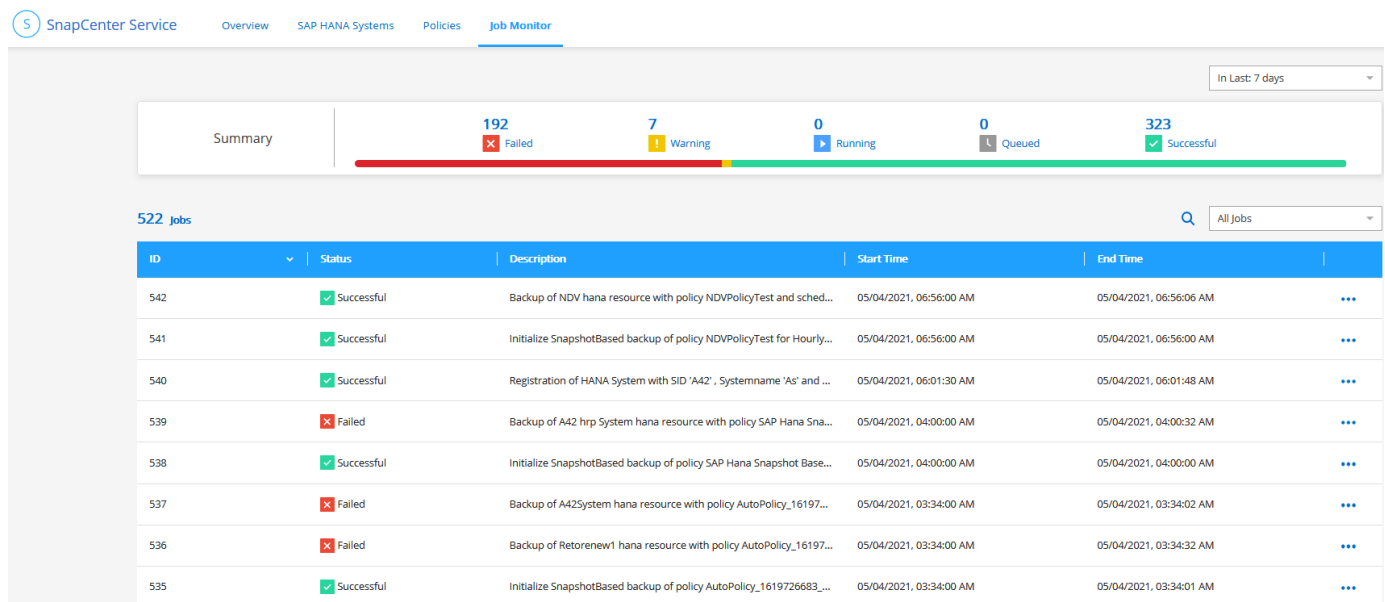 S SnapCenter Service Overview SAP HANA Systems Policies Job Monitor
In Last: 7 days
Summary
192 7 0 0 323
Failed Warning Running Queued Successful
522 Jobs All Jobs
ID Status Description Start Time End Time
542 Successful Backup of NDV hana resource with policy NDVPolicyTest and sched... 05/04/2021, 06:56:00 AM 05/04/2021, 06:56:06 AM
541 Successful Initialize SnapshotBased backup of policy NDVPolicyTest for Hourly... 05/04/2021, 06:56:00 AM 05/04/2021, 06:56:00 AM
540 Successful Registration of HANA System with SID 'A42' , Systemname 'As' and ... 05/04/2021, 06:01:30 AM 05/04/2021, 06:01:48 AM
539 Failed Backup of A42 hrp System hana resource with policy SAP Hana Sna... 05/04/2021, 04:00:00 AM 05/04/2021, 04:00:32 AM
538 Successful Initialize SnapshotBased backup of policy SAP Hana Snapshot Base... 05/04/2021, 04:00:00 AM 05/04/2021, 04:00:00 AM
537 Failed Backup of A42System hana resource with policy AutoPolicy_16197... 05/04/2021, 03:34:00 AM 05/04/2021, 03:34:02 AM
536 Failed Backup of Retorenew1 hana resource with policy AutoPolicy_16197... 05/04/2021, 03:34:00 AM 05/04/2021, 03:34:32 AM
535 Successful Initialize SnapshotBased backup of policy AutoPolicy_1619726683_... 05/04/2021, 03:34:00 AM 05/04/2021, 03:34:01 AM